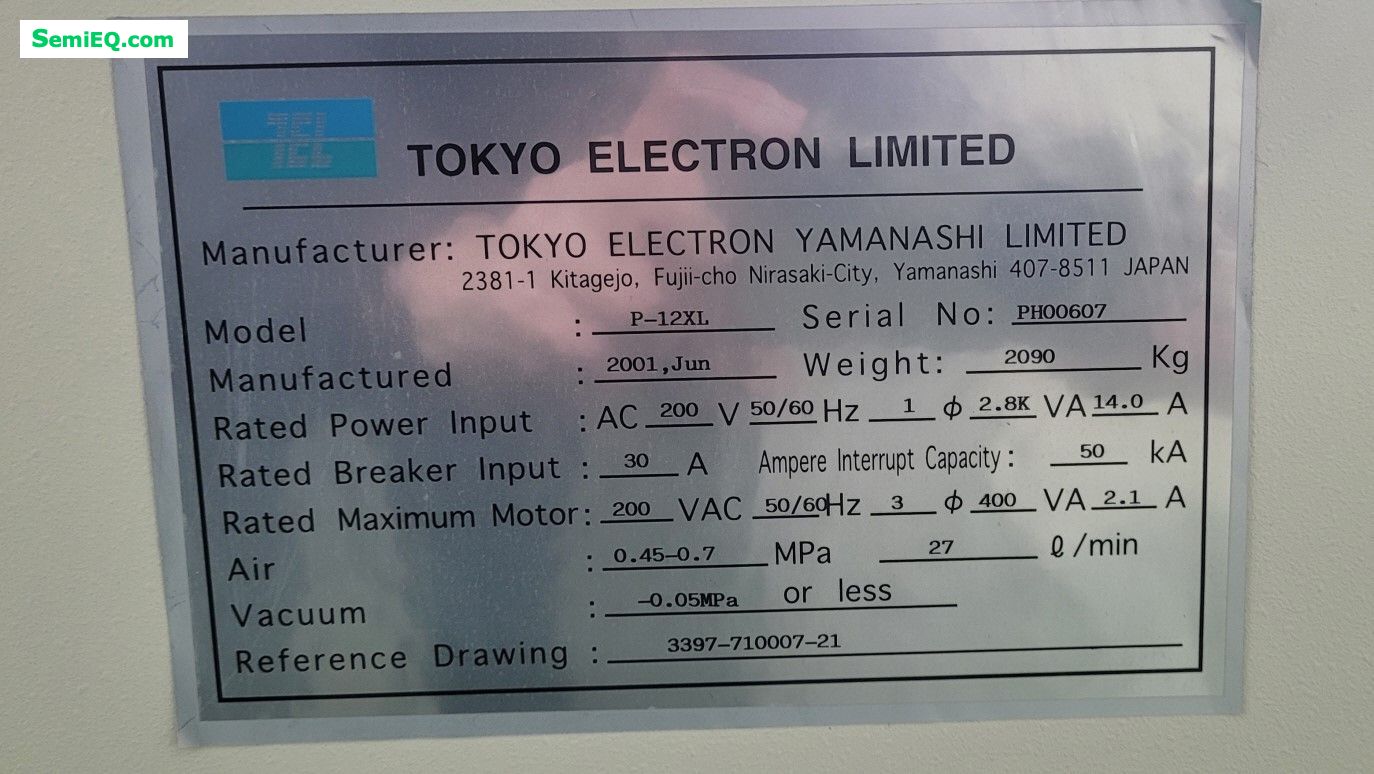 SemiEQ.com
TEL
TOKYO ELECTRON LIMITED
Manufacturer: TOKYO ELECTRON YAMANASHI LIMITED
2381-1 Kitagejo, Fujii-cho Nirasaki-City, Yamanashi 407-8511 JAPAN
Model : P-12XL Serial No: PH00607
Manufactured : 2001,Jun Weight: 2090 Kg
Rated Power Input : AC 200 V 50/60 Hz 1 ϕ 2.8K VA 14.0 A
Rated Breaker Input : 30 A Ampere Interrupt Capacity : 50 kA
Rated Maximum Motor: 200 VAC 50/60Hz 3 ϕ 400 VA 2.1 A
Air : 0.45-0.7 MPa 27 ℓ/min
Vacuum : -0.05MPa or less
Reference Drawing : 3397-710007-21